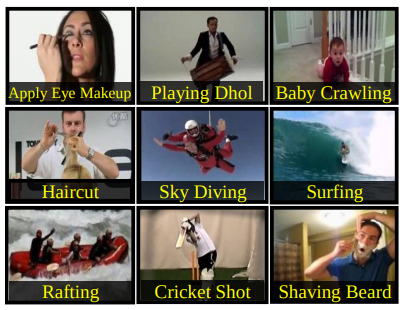 Apply Eye Makeup
Playing Dhol
Baby Crawling
Haircut
Sky Diving
Surfing
Rafting
Cricket Shot
Shaving Beard